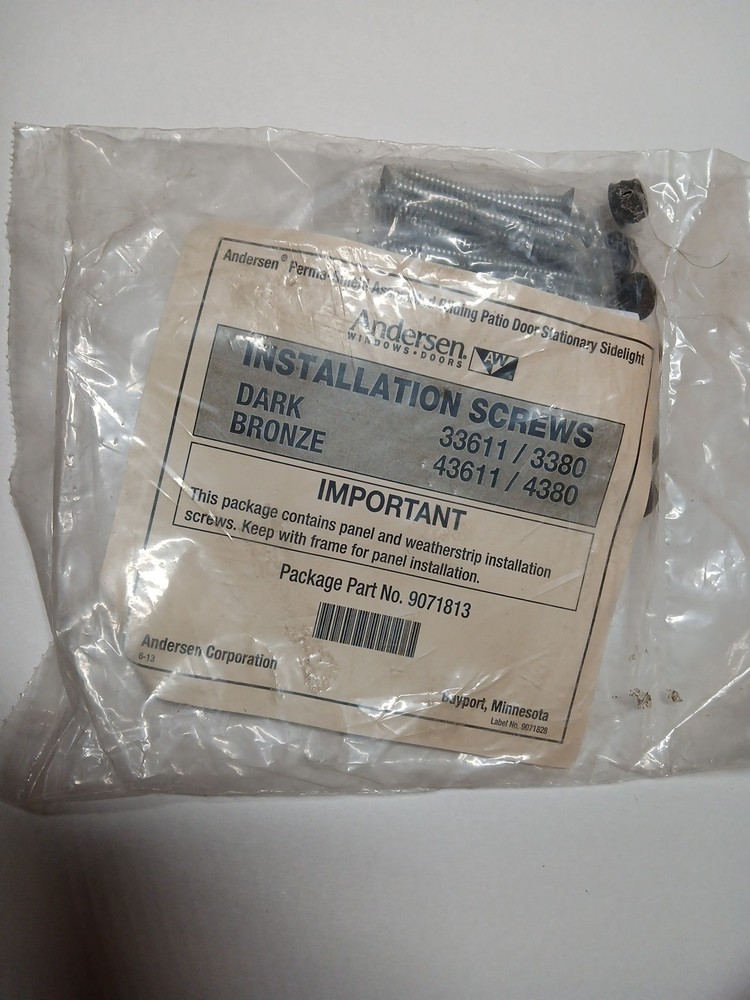 Andersen® Perma-Shield Assembled Gliding Patio Door Stationary Sidelight
Andersen®
WINDOWS • DOORS
AW
INSTALLATION SCREWS
DARK 33611 / 3380
BRONZE 43611 / 4380
IMPORTANT
This package contains panel and weatherstrip installation
screws. Keep with frame for panel installation.
Package Part No. 9071813
Andersen Corporation
6-13
Bayport, Minnesota
Label No. 9071828